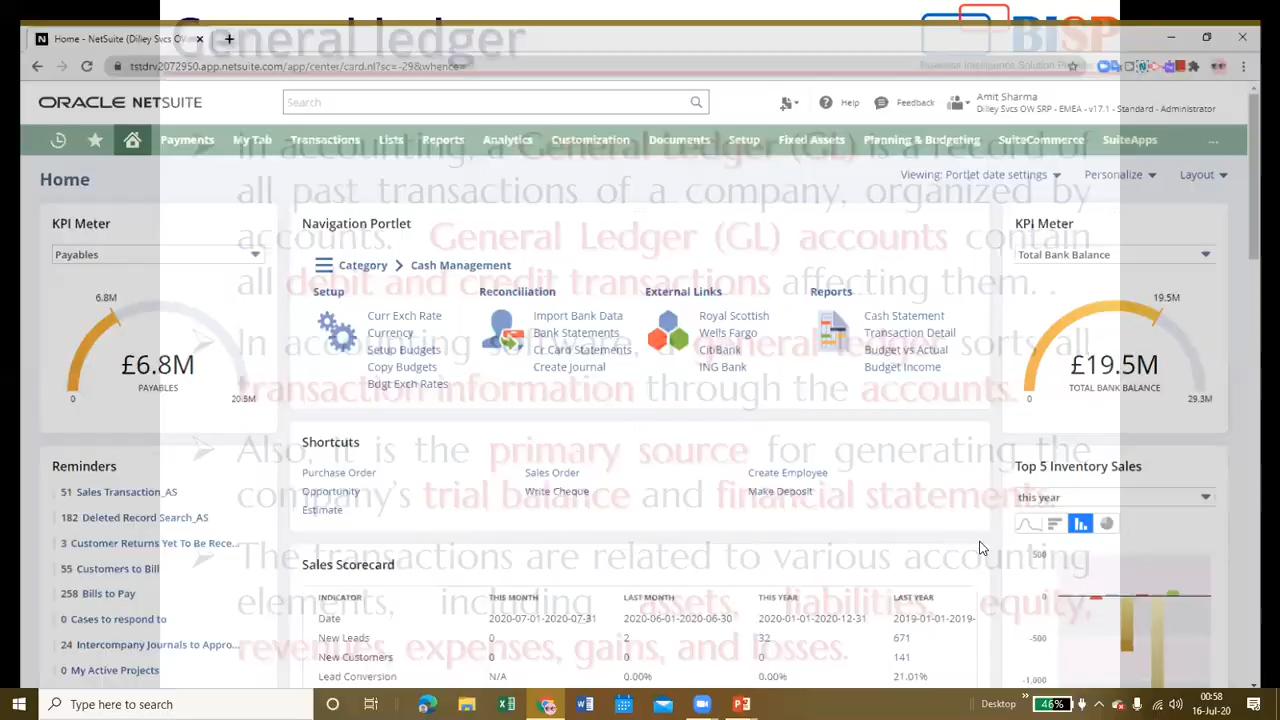 General ledger
BISP
Business Intelligence Solution Providers
Home - NetSuite (Dilley Svcs OW
tstdrv2072950.app.netsuite.com/app/center/card.nl?sc=-29&whence=
ORACLE NETSUITE
Search
Help
Feedback
Amit Sharma
Dilley Svcs OW SRP - EMEA - v17.1 - Standard - Administrator
Payments My Tab Transactions Lists Reports Analytics Customization Documents Setup Fixed Assets Planning & Budgeting SuiteCommerce SuiteApps ...
Home
Viewing: Portlet date settings Personalize Layout
In accounting, a General Ledger (GL) is a record of
all past transactions of a company, organized by
accounts. General Ledger (GL) accounts contain
all debit and credit transactions affecting them. .
In accounting software, a general ledger sorts all
transaction information through the accounts.
Also, it is the primary source for generating the
company's trial balance and financial statements.
The transactions are related to various accounting
elements, including assets, liabilities, equity,
revenues, expenses, gains, and losses.
KPI Meter
Payables
6.8M
£6.8M
PAYABLES
0
20.5M
Reminders
51 Sales Transaction_AS
182 Deleted Record Search_AS
3 Customer Returns Yet To Be Rece...
55 Customers to Bill
258 Bills to Pay
0 Cases to respond to
24 Intercompany Journals to Appro...
0 My Active Projects
Navigation Portlet
Category > Cash Management
Setup
Curr Exch Rate
Currency
Setup Budgets
Copy Budgets
Bdgt Exch Rates
Reconciliation
Import Bank Data
Bank Statements
Cr Card Statements
Create Journal
External Links
Royal Scottish
Wells Fargo
CitiBank
ING Bank
Reports
Cash Statement
Transaction Detail
Budget vs Actual
Budget Income
Shortcuts
Purchase Order Sales Order Create Employee
Opportunity Write Cheque Make Deposit
Estimate
Sales Scorecard
INDICATOR THIS MONTH LAST MONTH THIS YEAR LAST YEAR
Date 2020-07-01-2020-07-31 2020-06-01-2020-06-30 2020-01-01-2020-12-31 2019-01-01-2019-
New Leads 0 2 32 671
New Customers 0 0 0 141
Lead Conversion N/A 0.00% 0.00% 21.01%
KPI Meter
Total Bank Balance
19.5M
£19.5M
TOTAL BANK BALANCE
0
29.3M
Top 5 Inventory Sales
this year
500
0
-500
-1,000
Type here to search
Desktop
46%
00:58
16-Jul-20